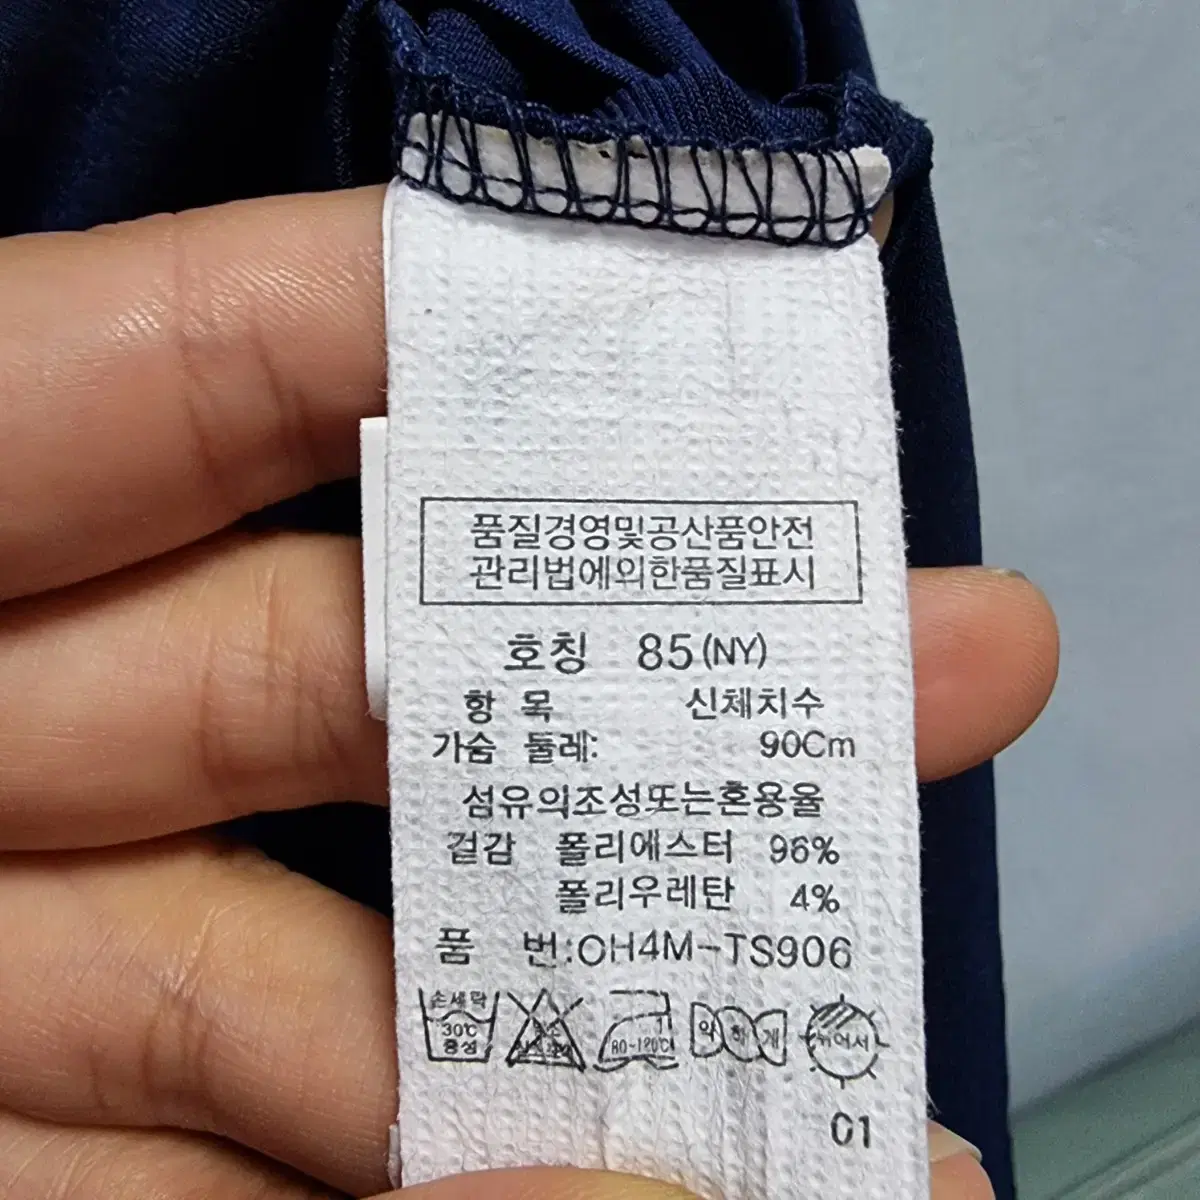 품질경영및공산품안전
관리법에의한품질표시
호칭 85(NY)
항 목 신체치수
가슴 둘레: 90Cm
섬유의조성또는혼용율
겉감 폴리에스터 96%
폴리우레탄 4%
품 번:OH4M-TS906
손세탁 30℃ 중성
80-120℃
약하게
뉘어서
01